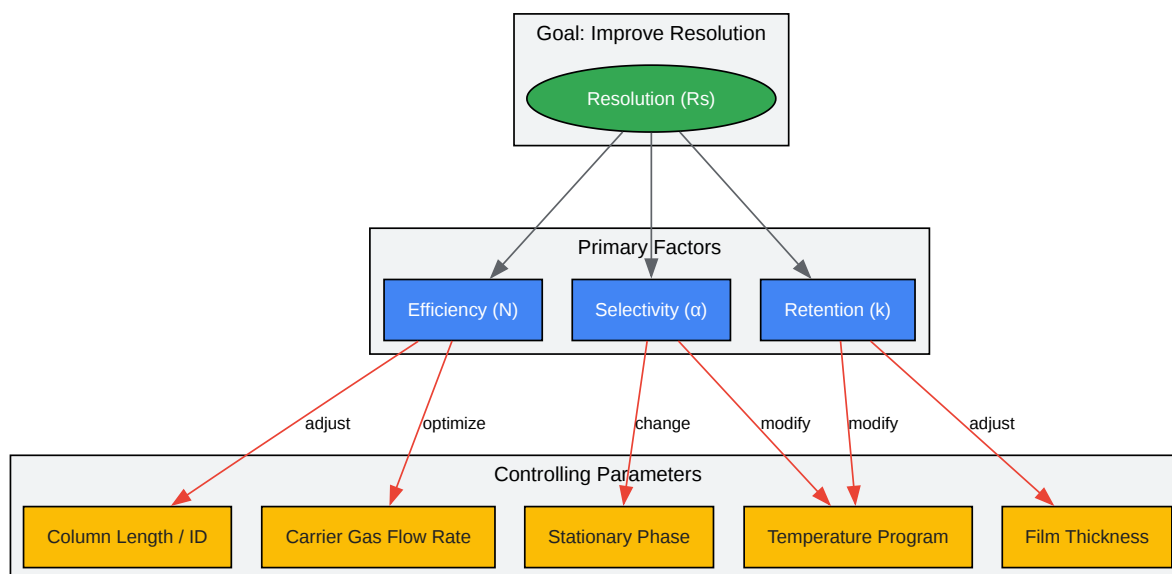 Goal: Improve Resolution
Resolution (Rs)
Primary Factors
Efficiency (N)
Selectivity (α)
Retention (k)
adjust
optimize
change
modify
modify
adjust
Controlling Parameters
Column Length / ID
Carrier Gas Flow Rate
Stationary Phase
Temperature Program
Film Thickness